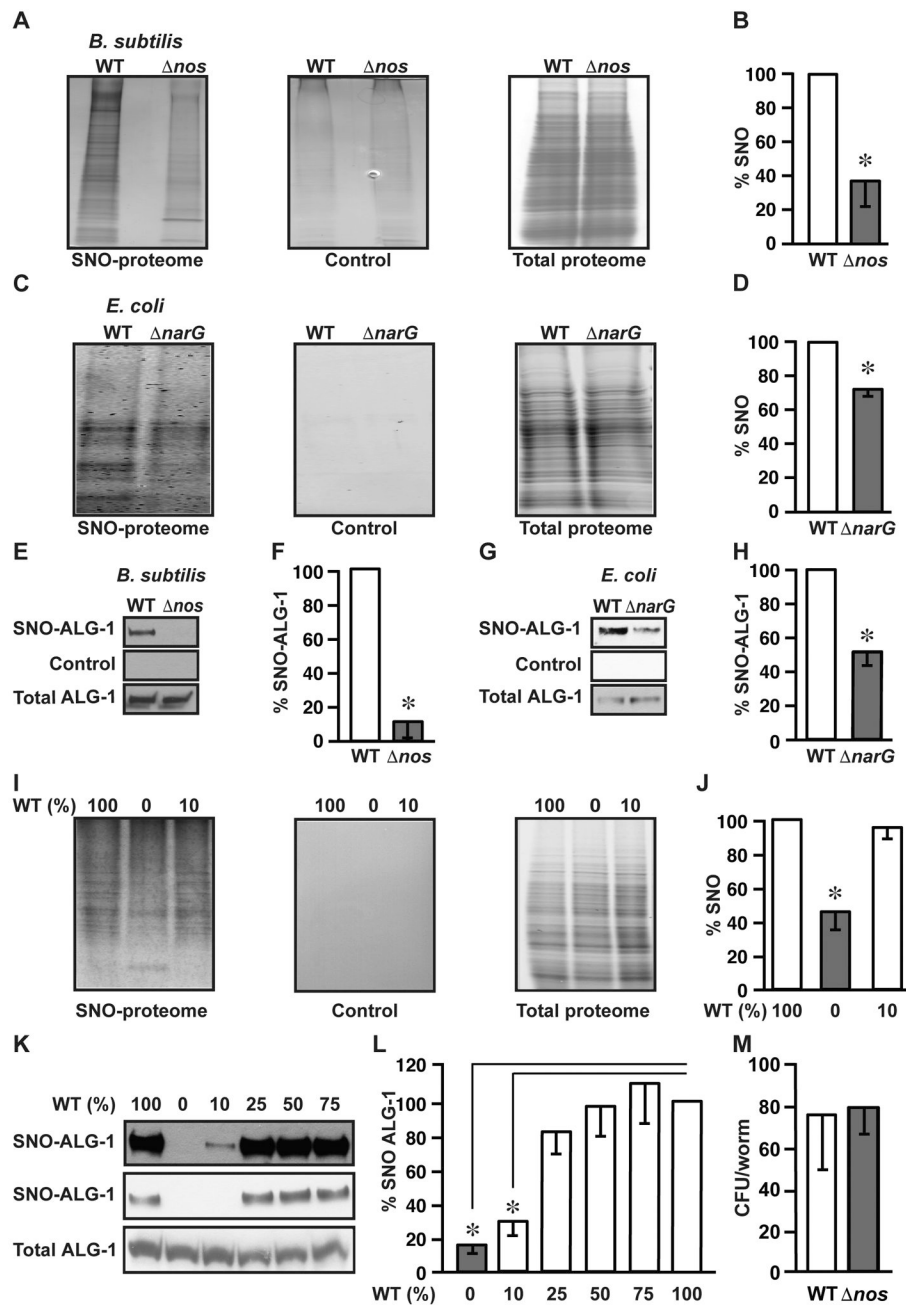 A
B. subtilis
WT Δnos
SNO-proteome
WT Δnos
Control
WT Δnos
Total proteome
B
% SNO
100
80
60
40
20
0
*
WT Δnos
C
E. coli
WT ΔnarG
SNO-proteome
WT ΔnarG
Control
WT ΔnarG
Total proteome
D
% SNO
100
80
60
40
20
0
*
WT ΔnarG
E
B. subtilis
WT Δnos
SNO-ALG-1
Control
Total ALG-1
F
% SNO-ALG-1
100
80
60
40
20
0
*
WT Δnos
G
E. coli
WT ΔnarG
SNO-ALG-1
Control
Total ALG-1
H
% SNO-ALG-1
100
80
60
40
20
0
*
WT ΔnarG
I
WT (%) 100 0 10
SNO-proteome
100 0 10
Control
100 0 10
Total proteome
J
% SNO
100
80
60
40
20
0
*
WT (%) 100 0 10
K
WT (%) 100 0 10 25 50 75
SNO-ALG-1
SNO-ALG-1
Total ALG-1
L
% SNO ALG-1
120
100
80
60
40
20
0
* *
WT (%) 0 10 25 50 75 100
M
CFU/worm
100
80
60
40
20
0
WT Δnos